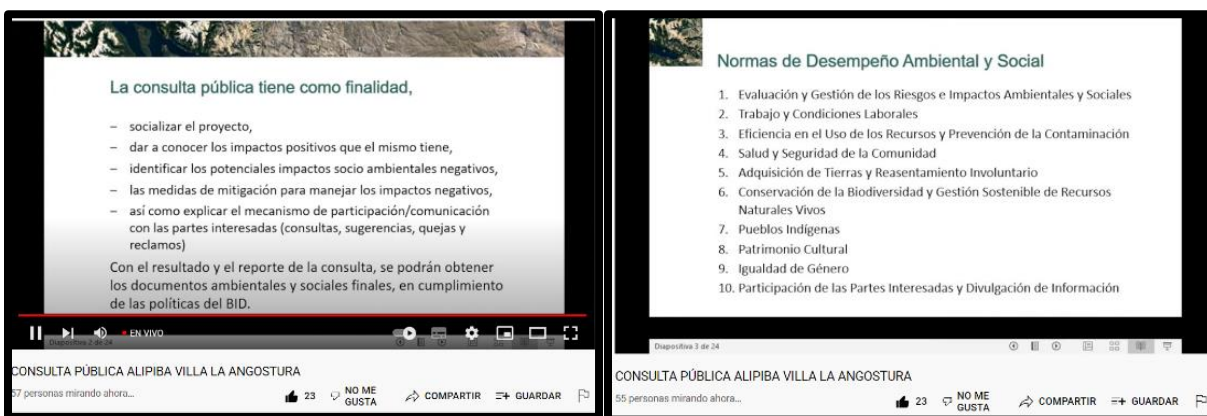 La consulta pública tiene como finalidad,
– socializar el proyecto,
– dar a conocer los impactos positivos que el mismo tiene,
– identificar los potenciales impactos socio ambientales negativos,
– las medidas de mitigación para manejar los impactos negativos,
– así como explicar el mecanismo de participación/comunicación
con las partes interesadas (consultas, sugerencias, quejas y
reclamos)
Con el resultado y el reporte de la consulta, se podrán obtener
los documentos ambientales y sociales finales, en cumplimiento
de las políticas del BID.
EN VIVO
Diapositiva 2 de 24
CONSULTA PÚBLICA ALIPIBA VILLA LA ANGOSTURA
57 personas mirando ahora...
23
NO ME
GUSTA
COMPARTIR
GUARDAR
Normas de Desempeño Ambiental y Social
1. Evaluación y Gestión de los Riesgos e Impactos Ambientales y Sociales
2. Trabajo y Condiciones Laborales
3. Eficiencia en el Uso de los Recursos y Prevención de la Contaminación
4. Salud y Seguridad de la Comunidad
5. Adquisición de Tierras y Reasentamiento Involuntario
6. Conservación de la Biodiversidad y Gestión Sostenible de Recursos
Naturales Vivos
7. Pueblos Indígenas
8. Patrimonio Cultural
9. Igualdad de Género
10. Participación de las Partes Interesadas y Divulgación de Información
Diapositiva 3 de 24
CONSULTA PÚBLICA ALIPIBA VILLA LA ANGOSTURA
55 personas mirando ahora...
23
NO ME
GUSTA
COMPARTIR
GUARDAR